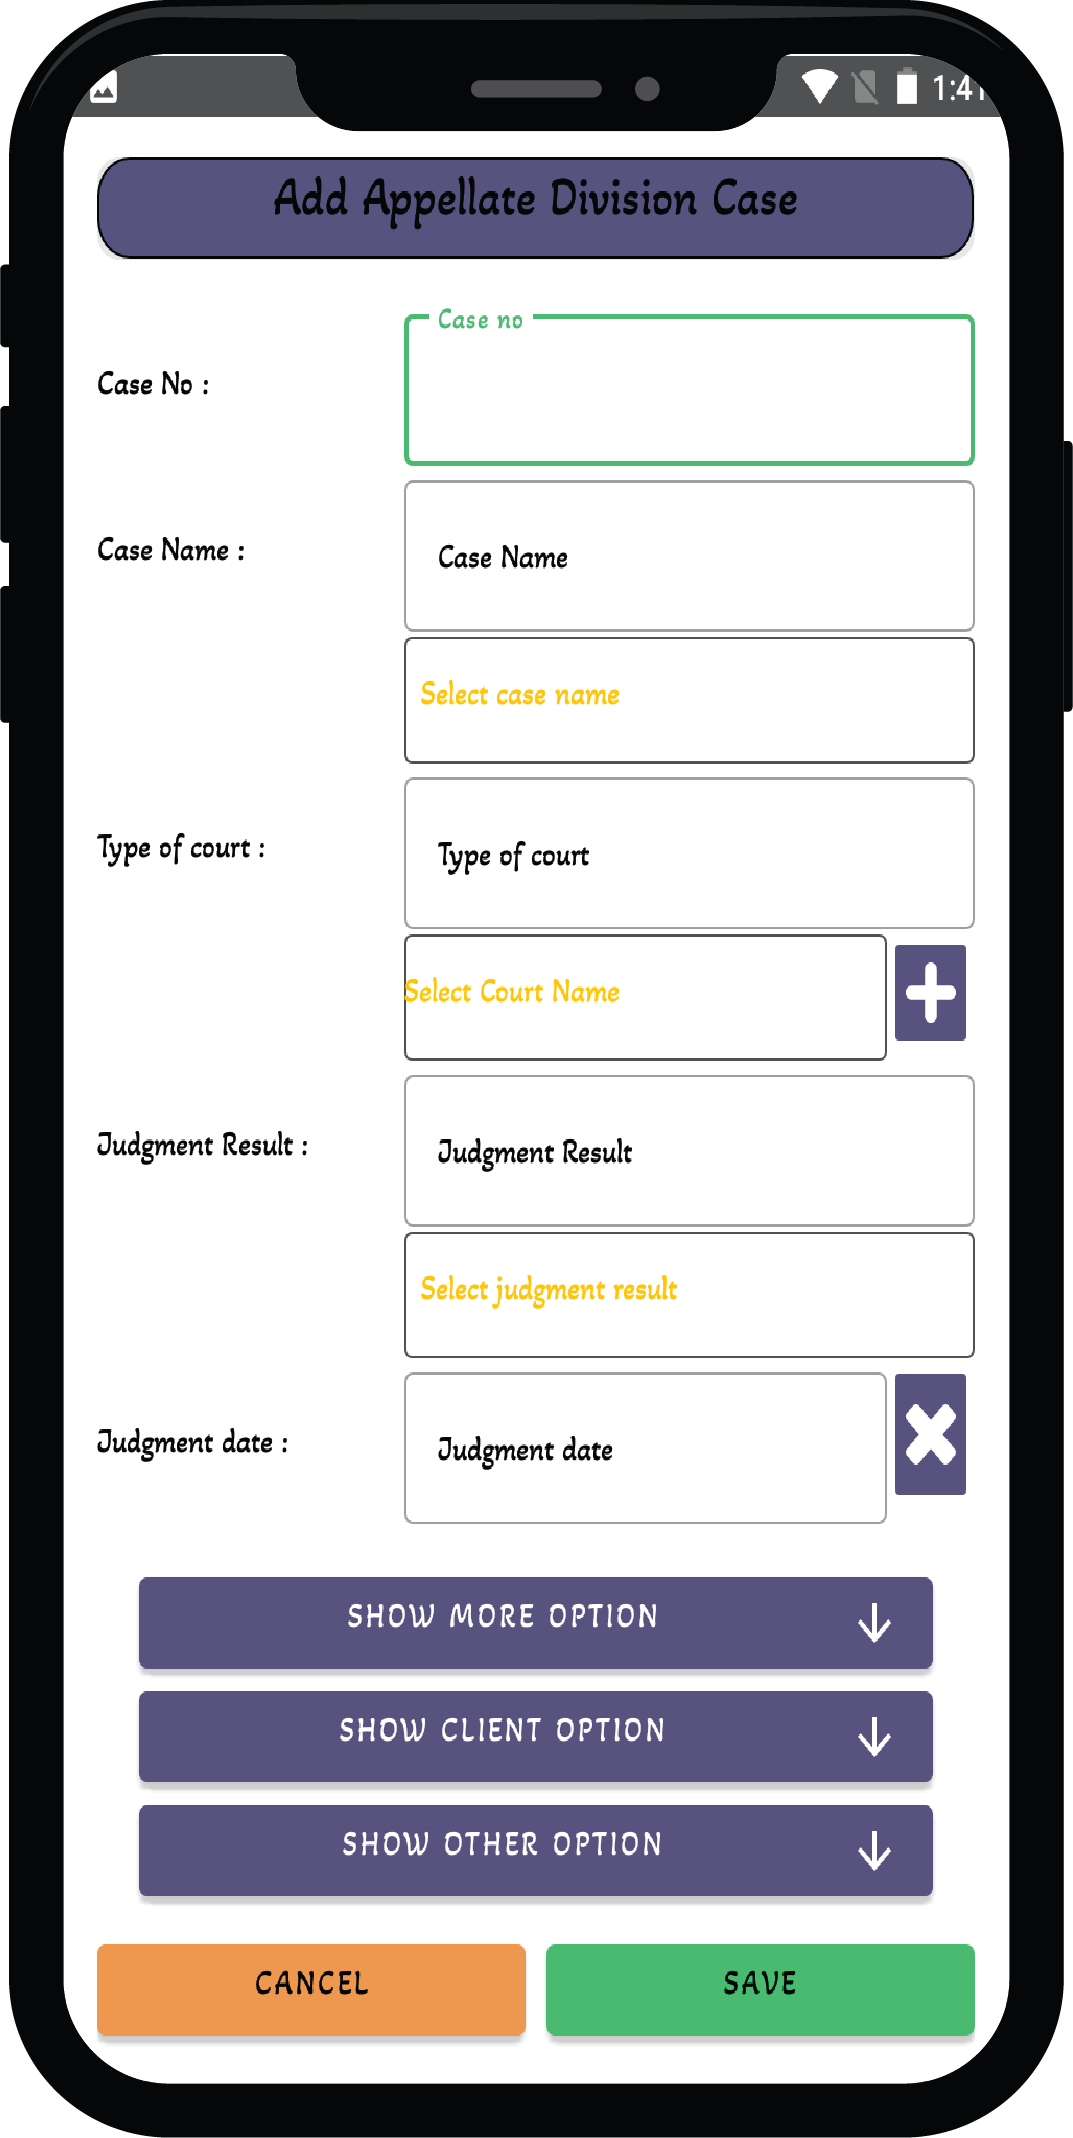 1:41
Add Appellate Division Case
Case no
Case No :
Case Name :
Case Name
Select case name
Type of court :
Type of court
Select Court Name
Judgment Result :
Judgment Result
Select judgment result
Judgment date :
Judgment date
SHOW MORE OPTION
SHOW CLIENT OPTION
SHOW OTHER OPTION
CANCEL
SAVE